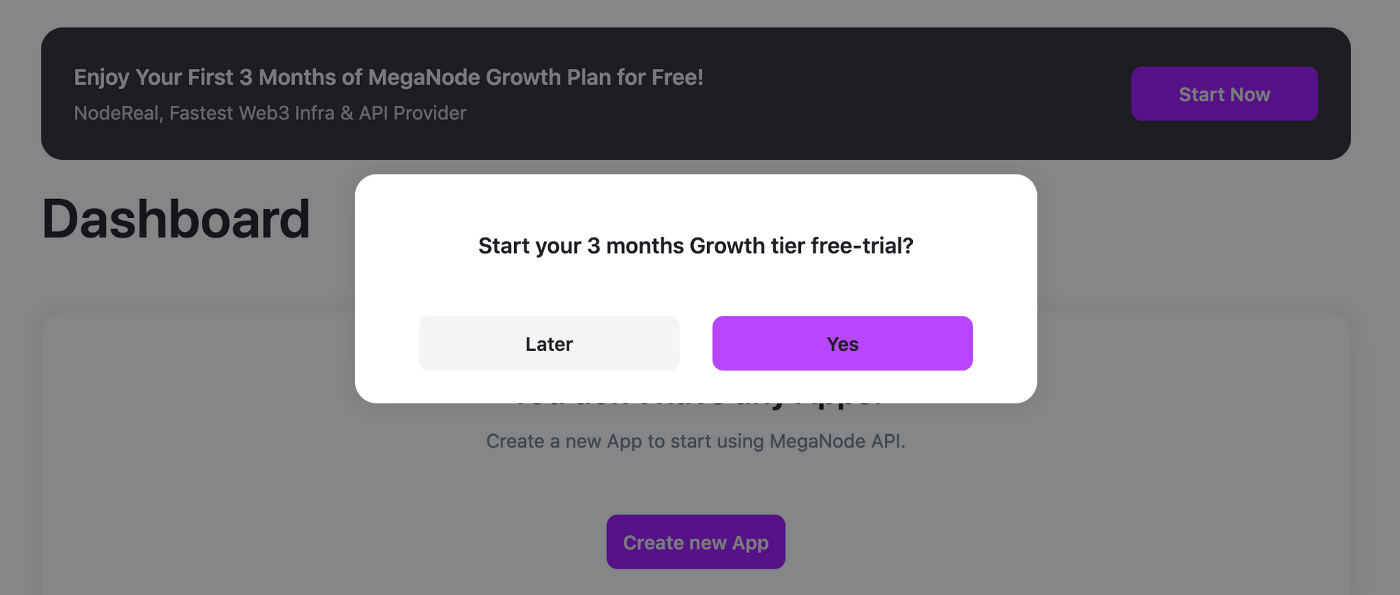 Enjoy Your First 3 Months of MegaNode Growth Plan for Free!
NodeReal, Fastest Web3 Infra & API Provider
Start Now
Dashboard
Start your 3 months Growth tier free-trial?
Later
Yes
Create a new App to start using MegaNode API.
Create new App